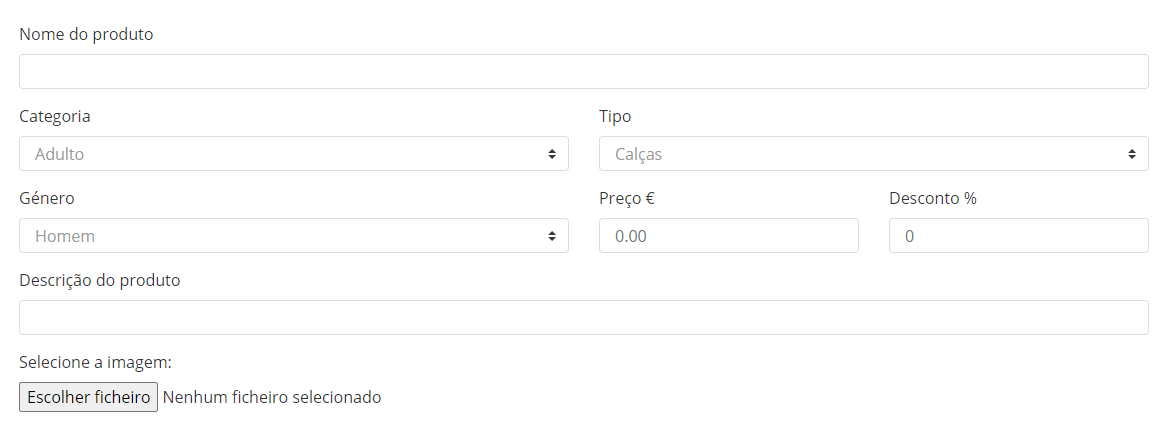 Nome do produto
Categoria
Tipo
Adulto
Calças
Género
Preço €
Desconto %
Homem
0.00
0
Descrição do produto
Selecione a imagem:
Escolher ficheiro Nenhum ficheiro selecionado